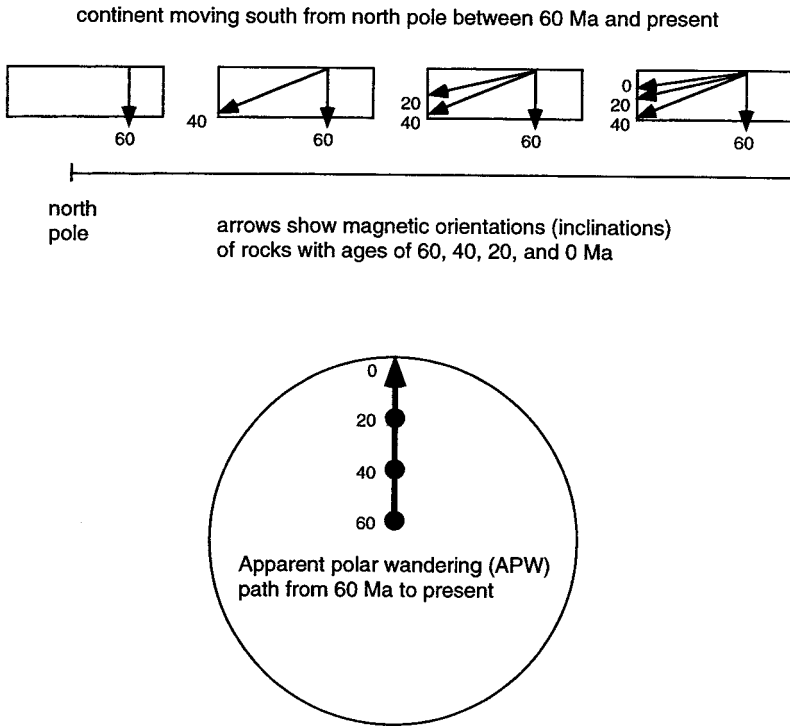 continent moving south from north pole between 60 Ma and present
60
40
60
20
40
60
0
20
40
60
north
pole
arrows show magnetic orientations (inclinations)
of rocks with ages of 60, 40, 20, and 0 Ma
0
20
40
60
Apparent polar wandering (APW)
path from 60 Ma to present